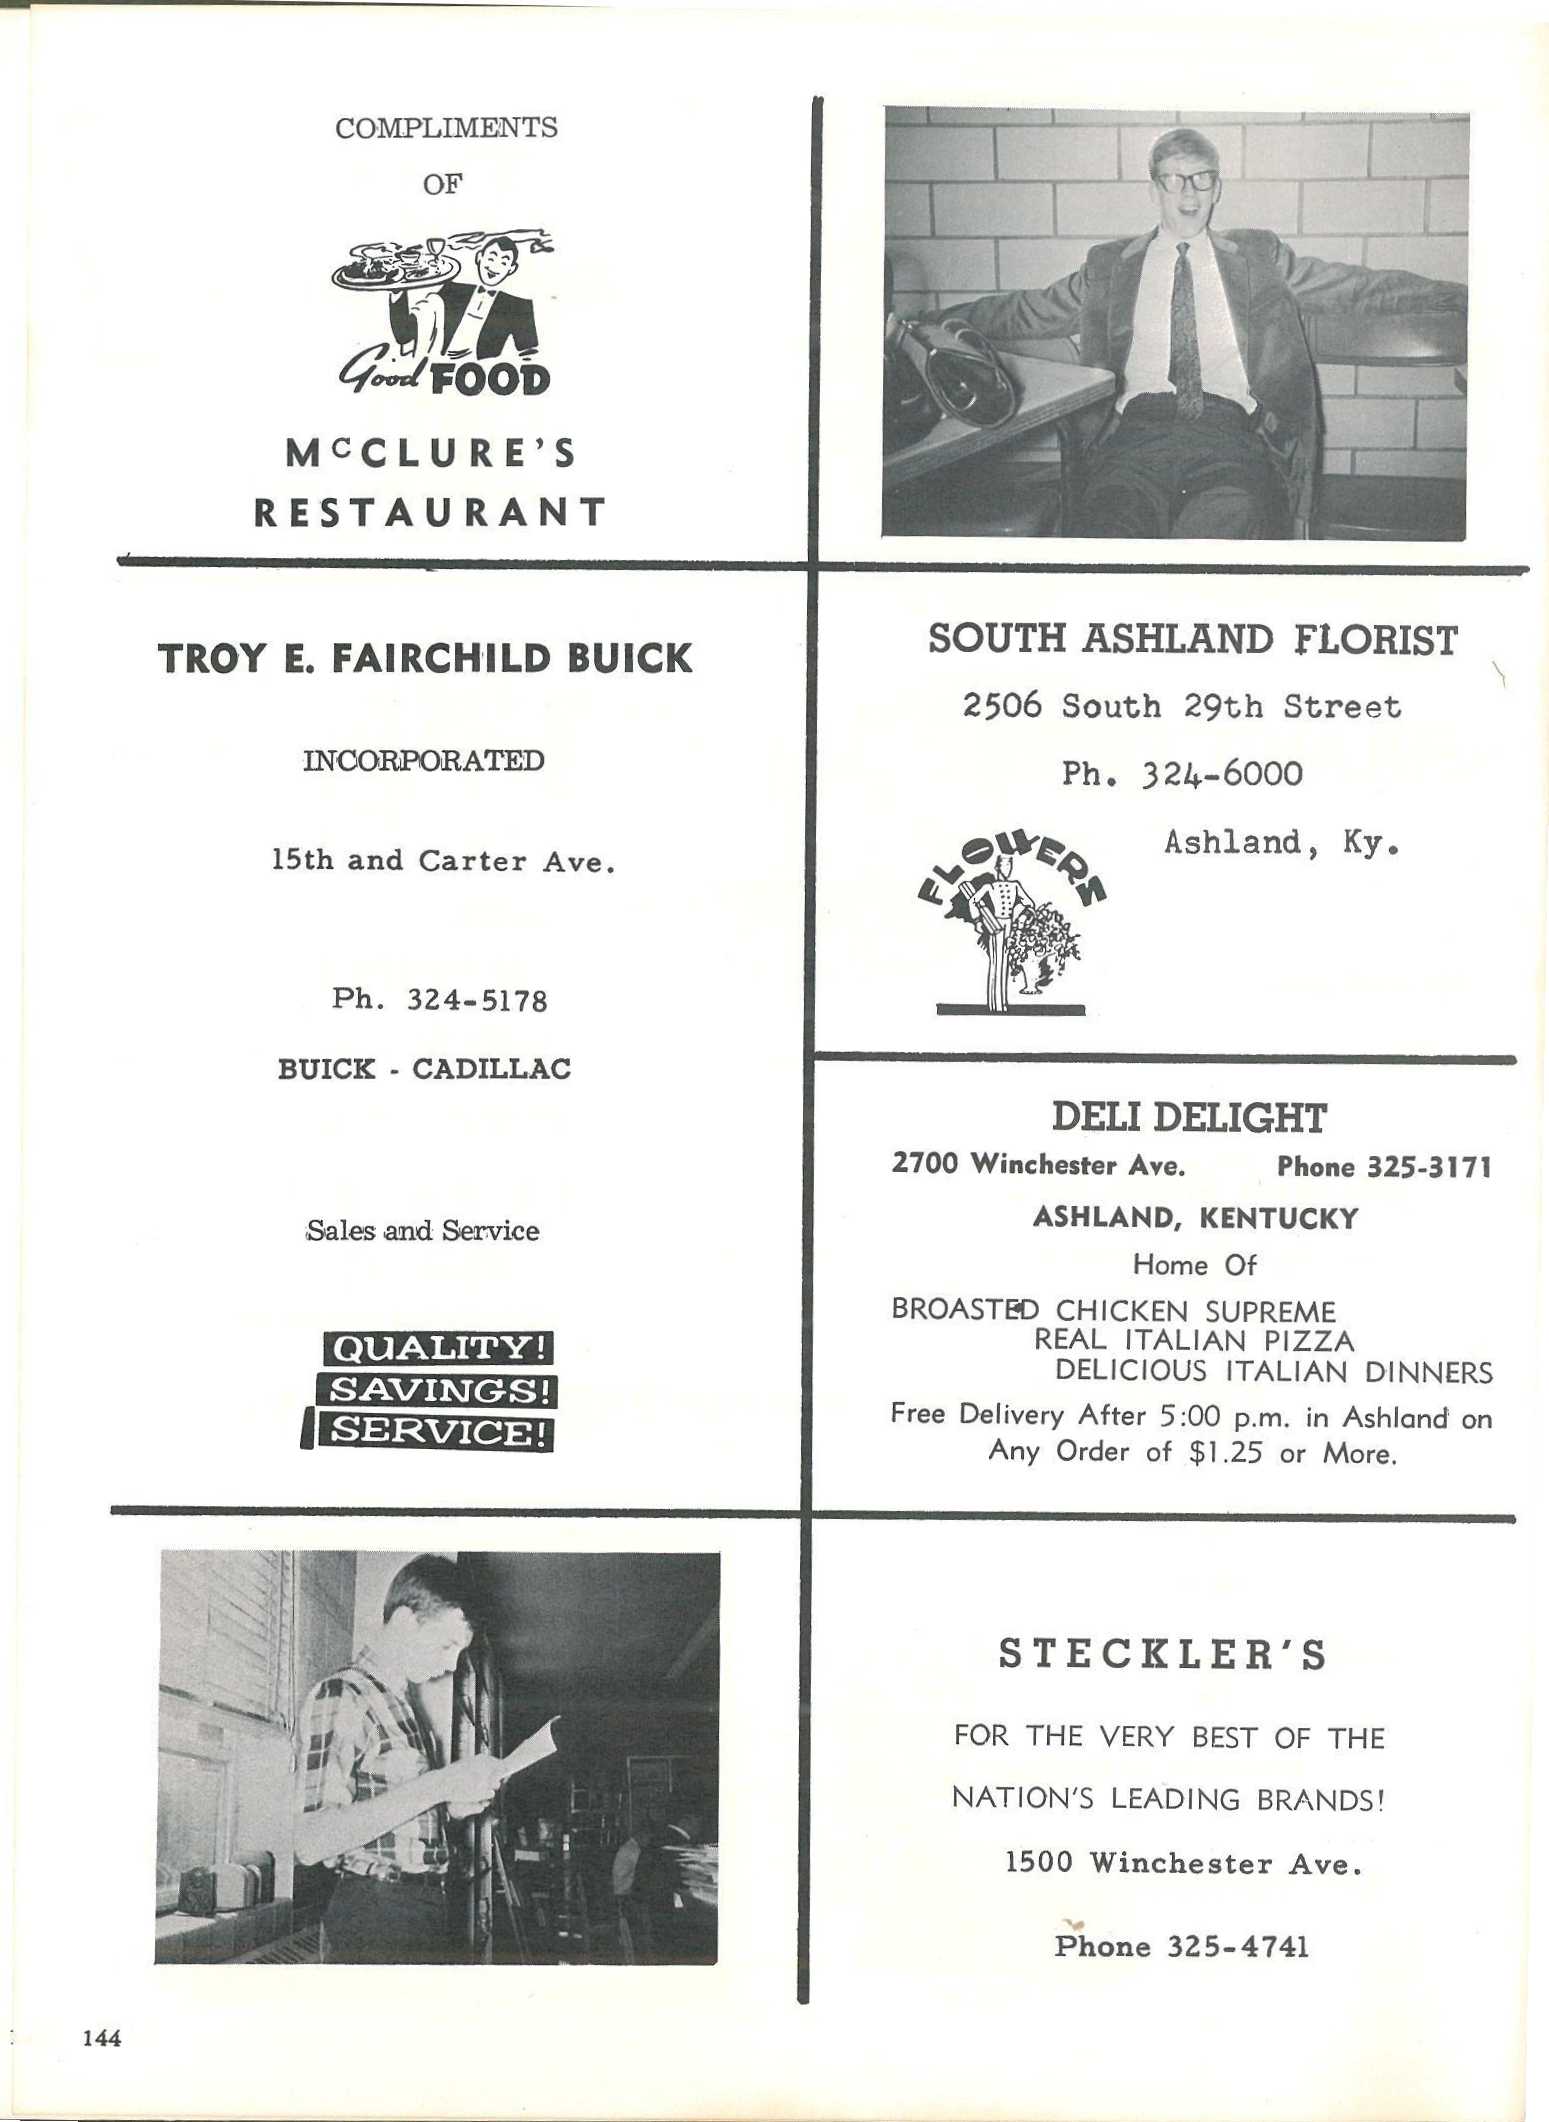 COMPLIMENTS
OF
Good FOOD
McCLURE'S
RESTAURANT
TROY E. FAIRCHILD BUICK
INCORPORATED
15th and Carter Ave.
Ph. 324-5178
BUICK - CADILLAC
Sales and Service
QUALITY!
SAVINGS!
SERVICE!
SOUTH ASHLAND FLORIST
2506 South 29th Street
Ph. 324-6000
Ashland, Ky.
FLOWERS
DELI DELIGHT
2700 Winchester Ave. Phone 325-3171
ASHLAND, KENTUCKY
Home Of
BROASTED CHICKEN SUPREME
REAL ITALIAN PIZZA
DELICIOUS ITALIAN DINNERS
Free Delivery After 5:00 p.m. in Ashland on
Any Order of $1.25 or More.
STECKLER'S
FOR THE VERY BEST OF THE
NATION'S LEADING BRANDS!
1500 Winchester Ave.
Phone 325-4741
144